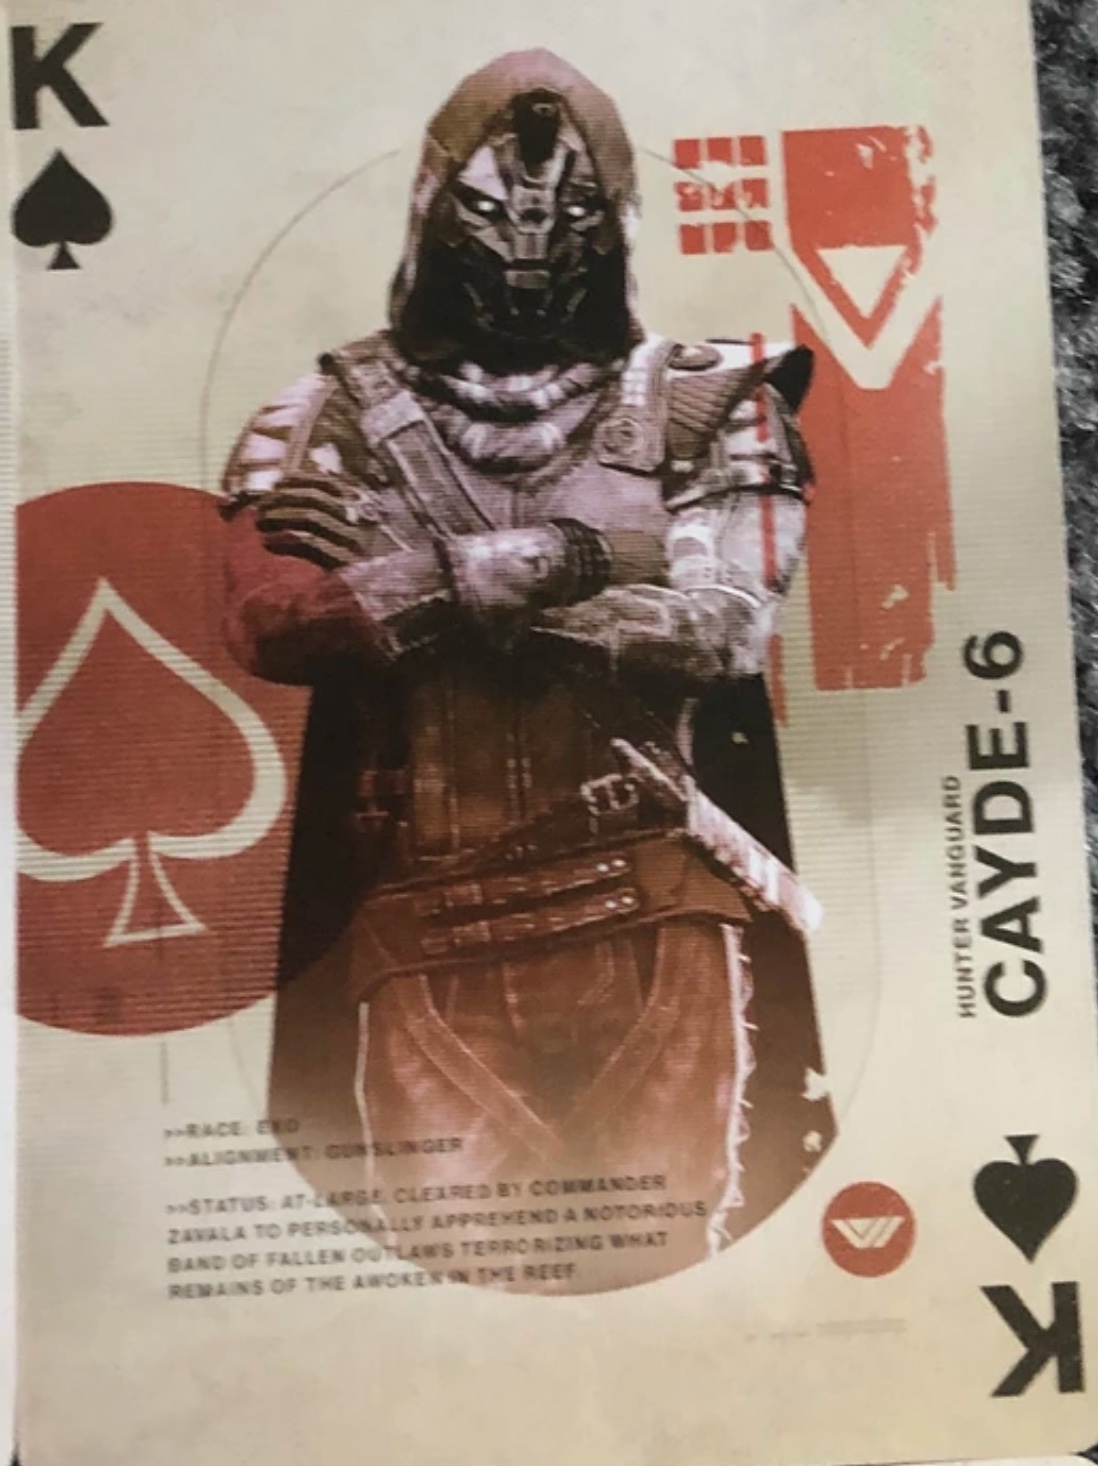 K
HUNTER VANGUARD
CAYDE-6
>>RACE: EXO
>>ALIGNMENT: GUNSLINGER
>>STATUS: AT-LARGE, CLEARED BY COMMANDER
ZAVALA TO PERSONALLY APPREHEND A NOTORIOUS
BAND OF FALLEN OUTLAWS TERRORIZING WHAT
REMAINS OF THE AWOKEN IN THE REEF.
K